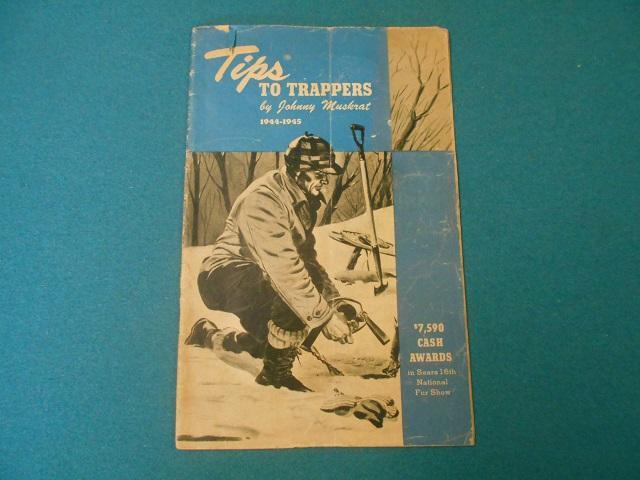 Tips
TO TRAPPERS
by Johnny Muskrat
1944-1945
$7,590
CASH
AWARDS
in Sears 16th
National
Fur Show